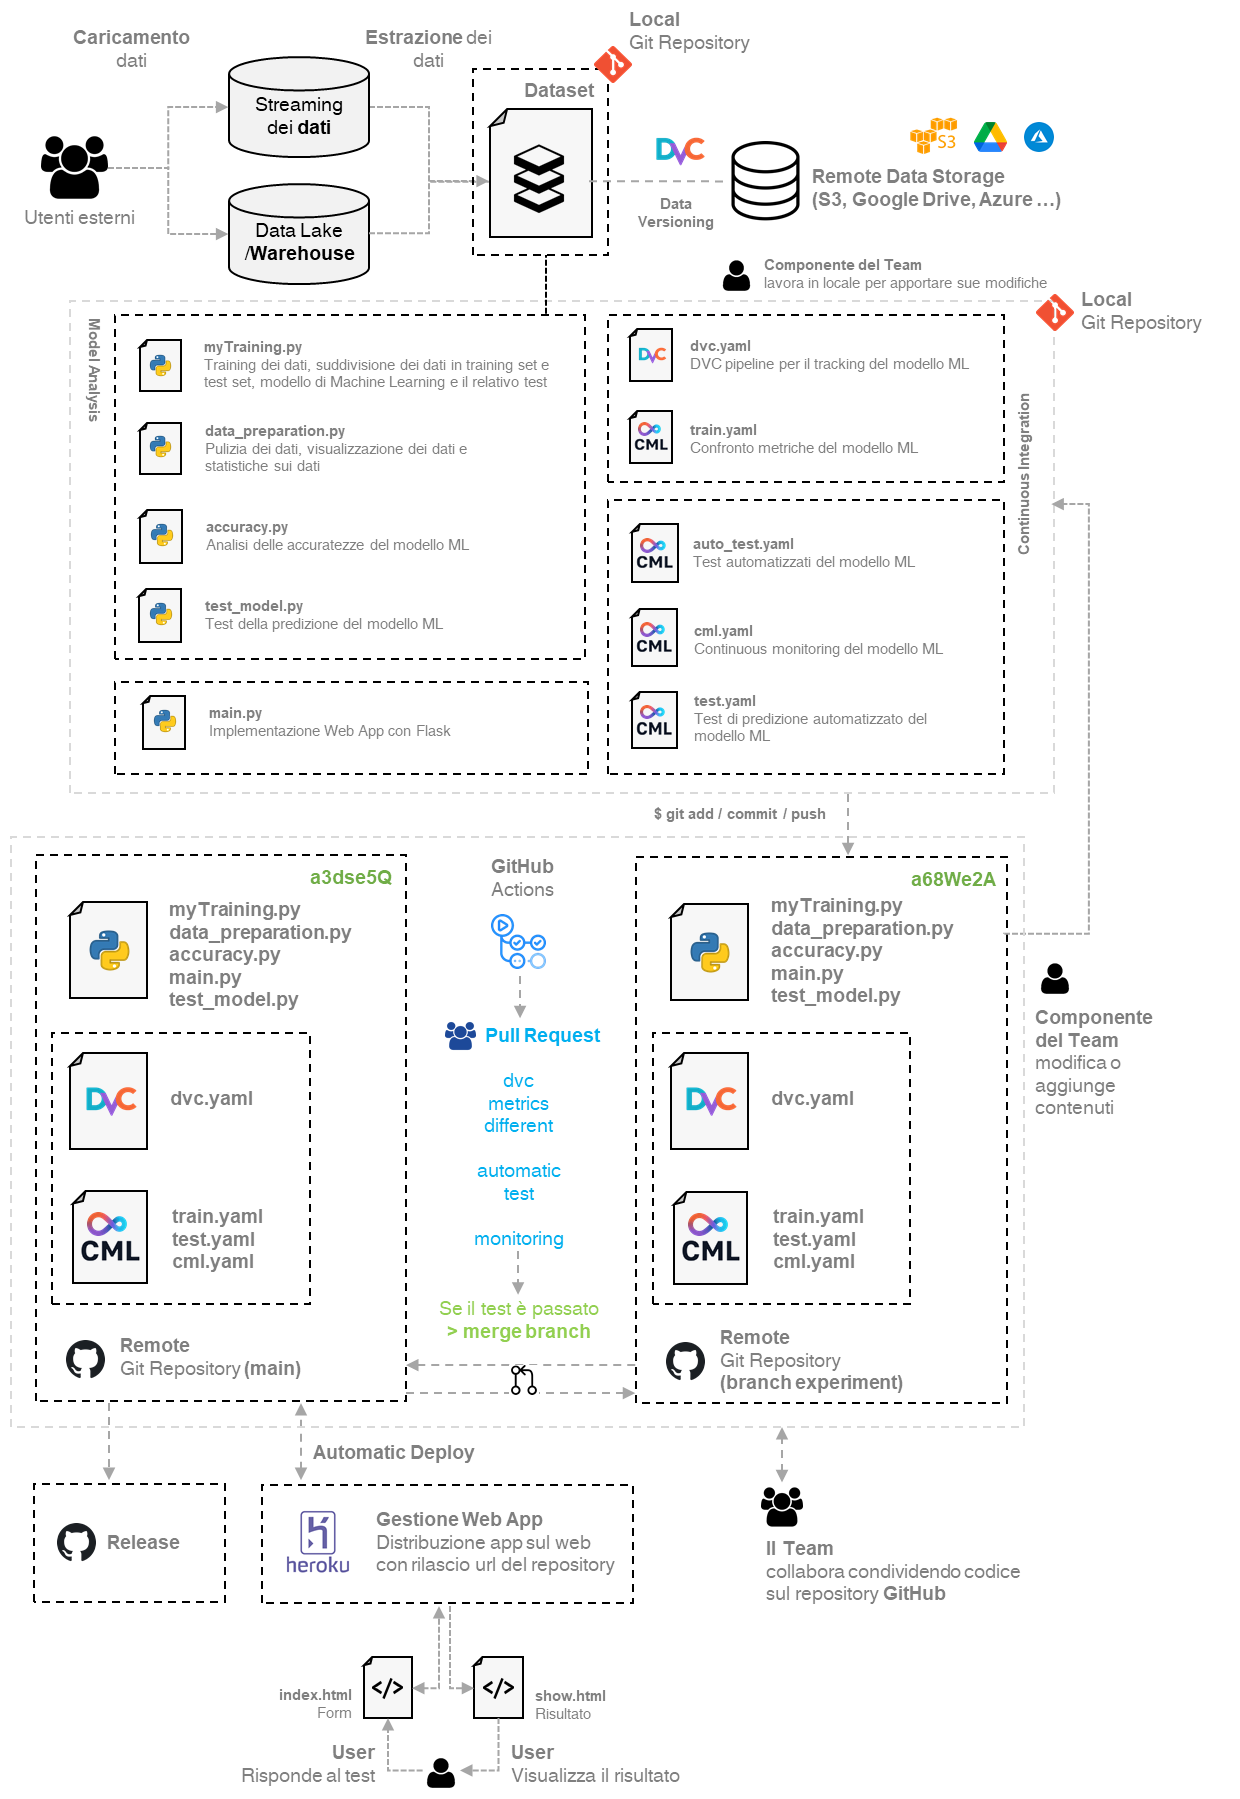 Local
Git Repository
Caricamento
dati
Estrazione dei
dati
Dataset
Streaming
dei dati
Utenti esterni
Data Lake
/Warehouse
DVC
Data
Versioning
S3
Remote Data Storage
(S3, Google Drive, Azure ...)
Componente del Team
lavora in locale per apportare sue modifiche
Local
Git Repository
Model Analysis
myTraining.py
Training dei dati, suddivisione dei dati in training set e
test set, modello di Machine Learning e il relativo test
data_preparation.py
Pulizia dei dati, visualizzazione dei dati e
statistiche sui dati
accuracy.py
Analisi delle accuratezze del modello ML
test_model.py
Test della predizione del modello ML
main.py
Implementazione Web App con Flask
DVC
dvc.yaml
DVC pipeline per il tracking del modello ML
CML
train.yaml
Confronto metriche del modello ML
Continuous Integration
CML
auto_test.yaml
Test automatizzati del modello ML
CML
cml.yaml
Continuous monitoring del modello ML
CML
test.yaml
Test di predizione automatizzato del
modello ML
$ git add / commit / push
a3dse5Q
myTraining.py
data_preparation.py
accuracy.py
main.py
test_model.py
DVC
dvc.yaml
CML
train.yaml
test.yaml
cml.yaml
Remote
Git Repository (main)
GitHub
Actions
Pull Request
dvc
metrics
different
automatic
test
monitoring
Se il test è passato
> merge branch
a68We2A
myTraining.py
data_preparation.py
accuracy.py
main.py
test_model.py
DVC
dvc.yaml
CML
train.yaml
test.yaml
cml.yaml
Remote
Git Repository
(branch experiment)
Componente
del Team
modifica o
aggiunge
contenuti
Automatic Deploy
Release
heroku
Gestione Web App
Distribuzione app sul web
con rilascio url del repository
Il Team
collabora condividendo codice
sul repository GitHub
</>
index.html
Form
</>
show.html
Risultato
User
Risponde al test
User
Visualizza il risultato